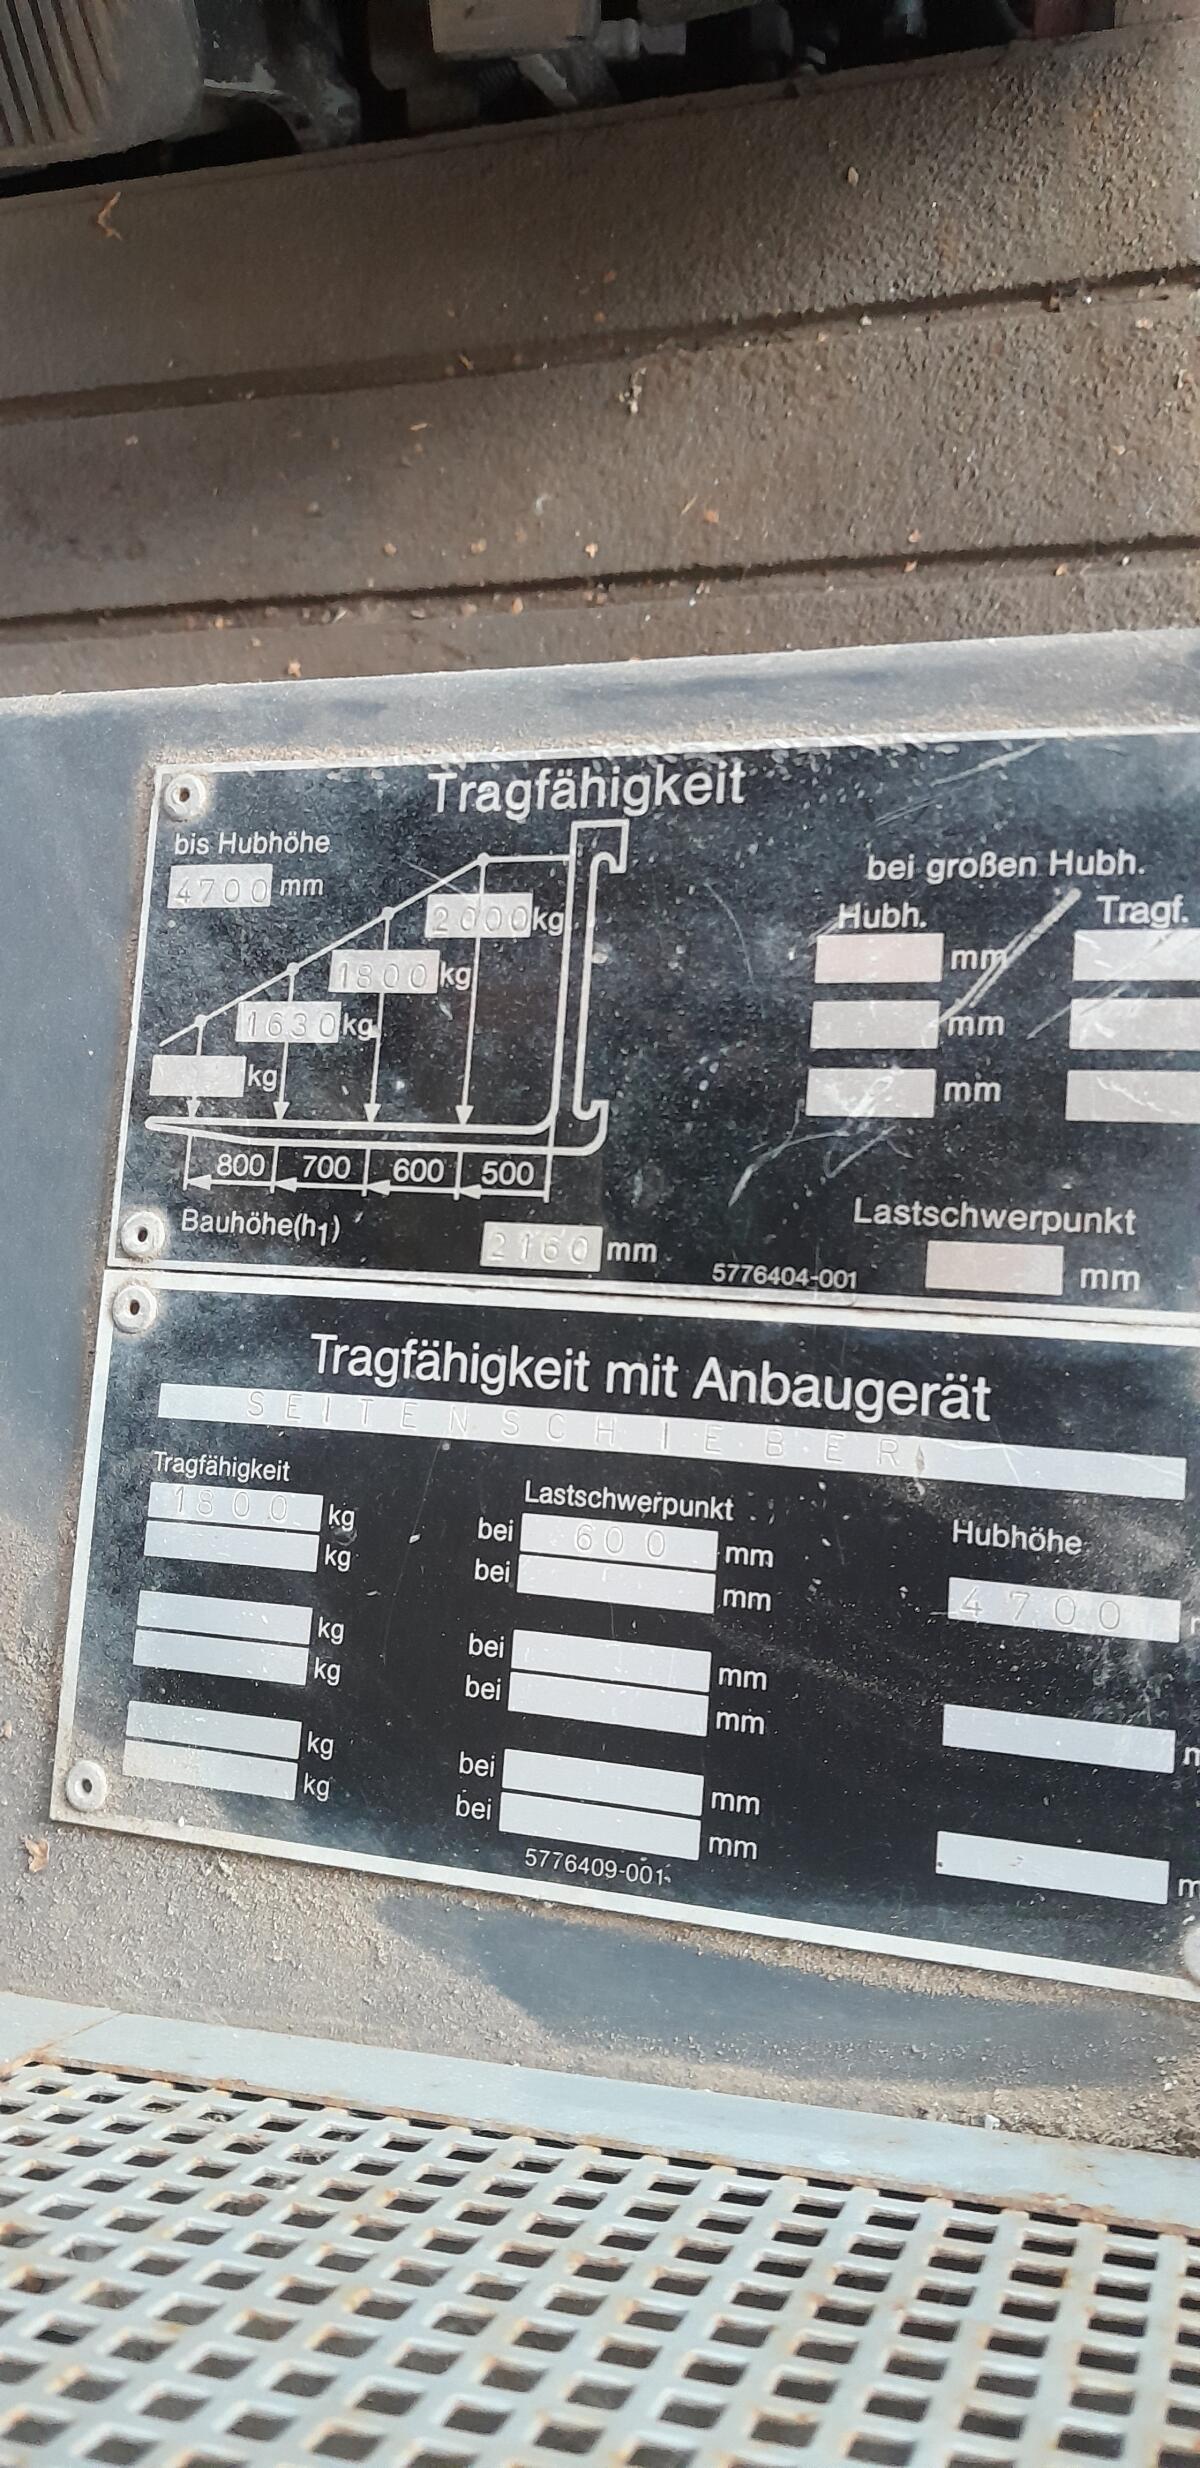 Tragfähigkeit
bis Hubhöhe
4700 mm
2000 kg
1800 kg
1630 kg
kg
800 700 600 500
Bauhöhe(h1)
2160 mm
5776404-001
bei großen Hubh.
Hubh. Tragf.
mm
mm
mm
Lastschwerpunkt
mm
Tragfähigkeit mit Anbaugerät
SEITENSCHIEBER
Tragfähigkeit Lastschwerpunkt Hubhöhe
1800 kg bei 600 mm 4700
kg bei mm
kg bei mm
kg bei mm
kg bei mm
kg bei mm
5776409-001